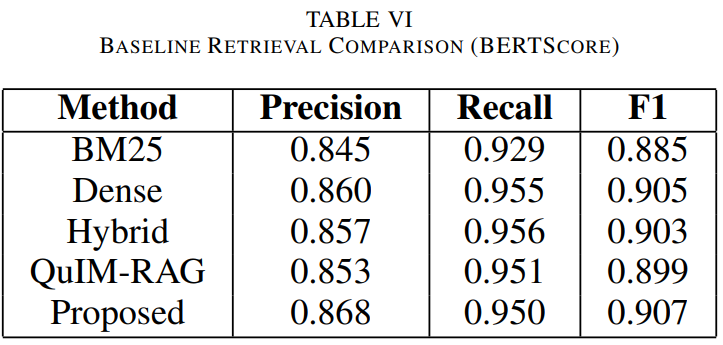 TABLE VI
BASELINE RETRIEVAL COMPARISON (BERTSCORE)
Method Precision Recall F1
BM25 0.845 0.929 0.885
Dense 0.860 0.955 0.905
Hybrid 0.857 0.956 0.903
QuIM-RAG 0.853 0.951 0.899
Proposed 0.868 0.950 0.907